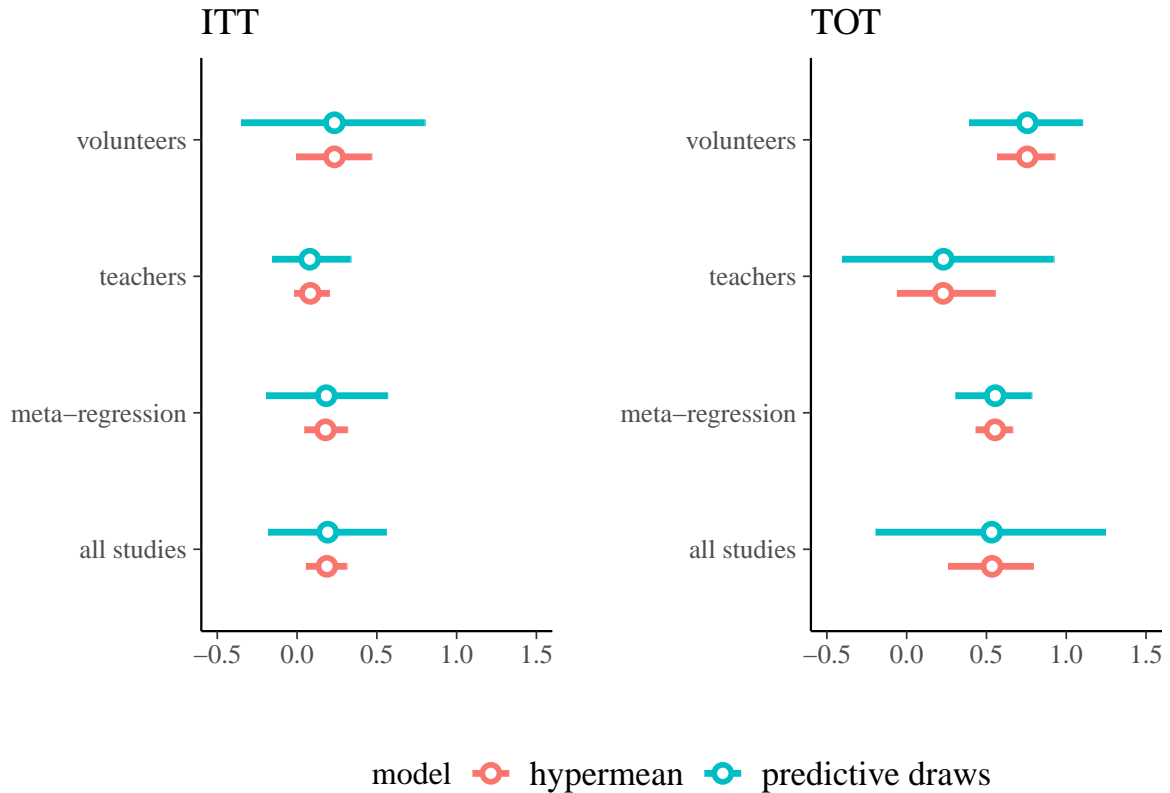 ITT
volunteers
teachers
meta−regression
all studies
−0.5 0.0 0.5 1.0 1.5
TOT
volunteers
teachers
meta−regression
all studies
−0.5 0.0 0.5 1.0 1.5
model hypermean predictive draws